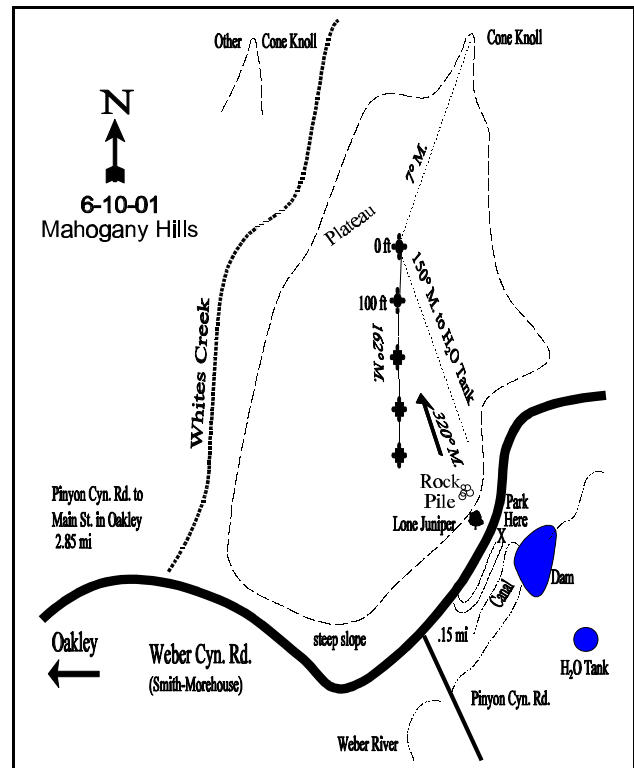 Other
Cone Knoll
Cone Knoll
N
6-10-01
Mahogany Hills
7° M.
Plateau
0 ft
150° M. to H₂O Tank
100 ft
162° M.
Whites Creek
320° M.
Rock
Pile
Lone Juniper
Park
Here
X
Pinyon Cyn. Rd. to
Main St. in Oakley
2.85 mi
Dam
Canal
.15 mi
steep slope
Oakley
Weber Cyn. Rd.
(Smith-Morehouse)
H₂O Tank
Pinyon Cyn. Rd.
Weber River